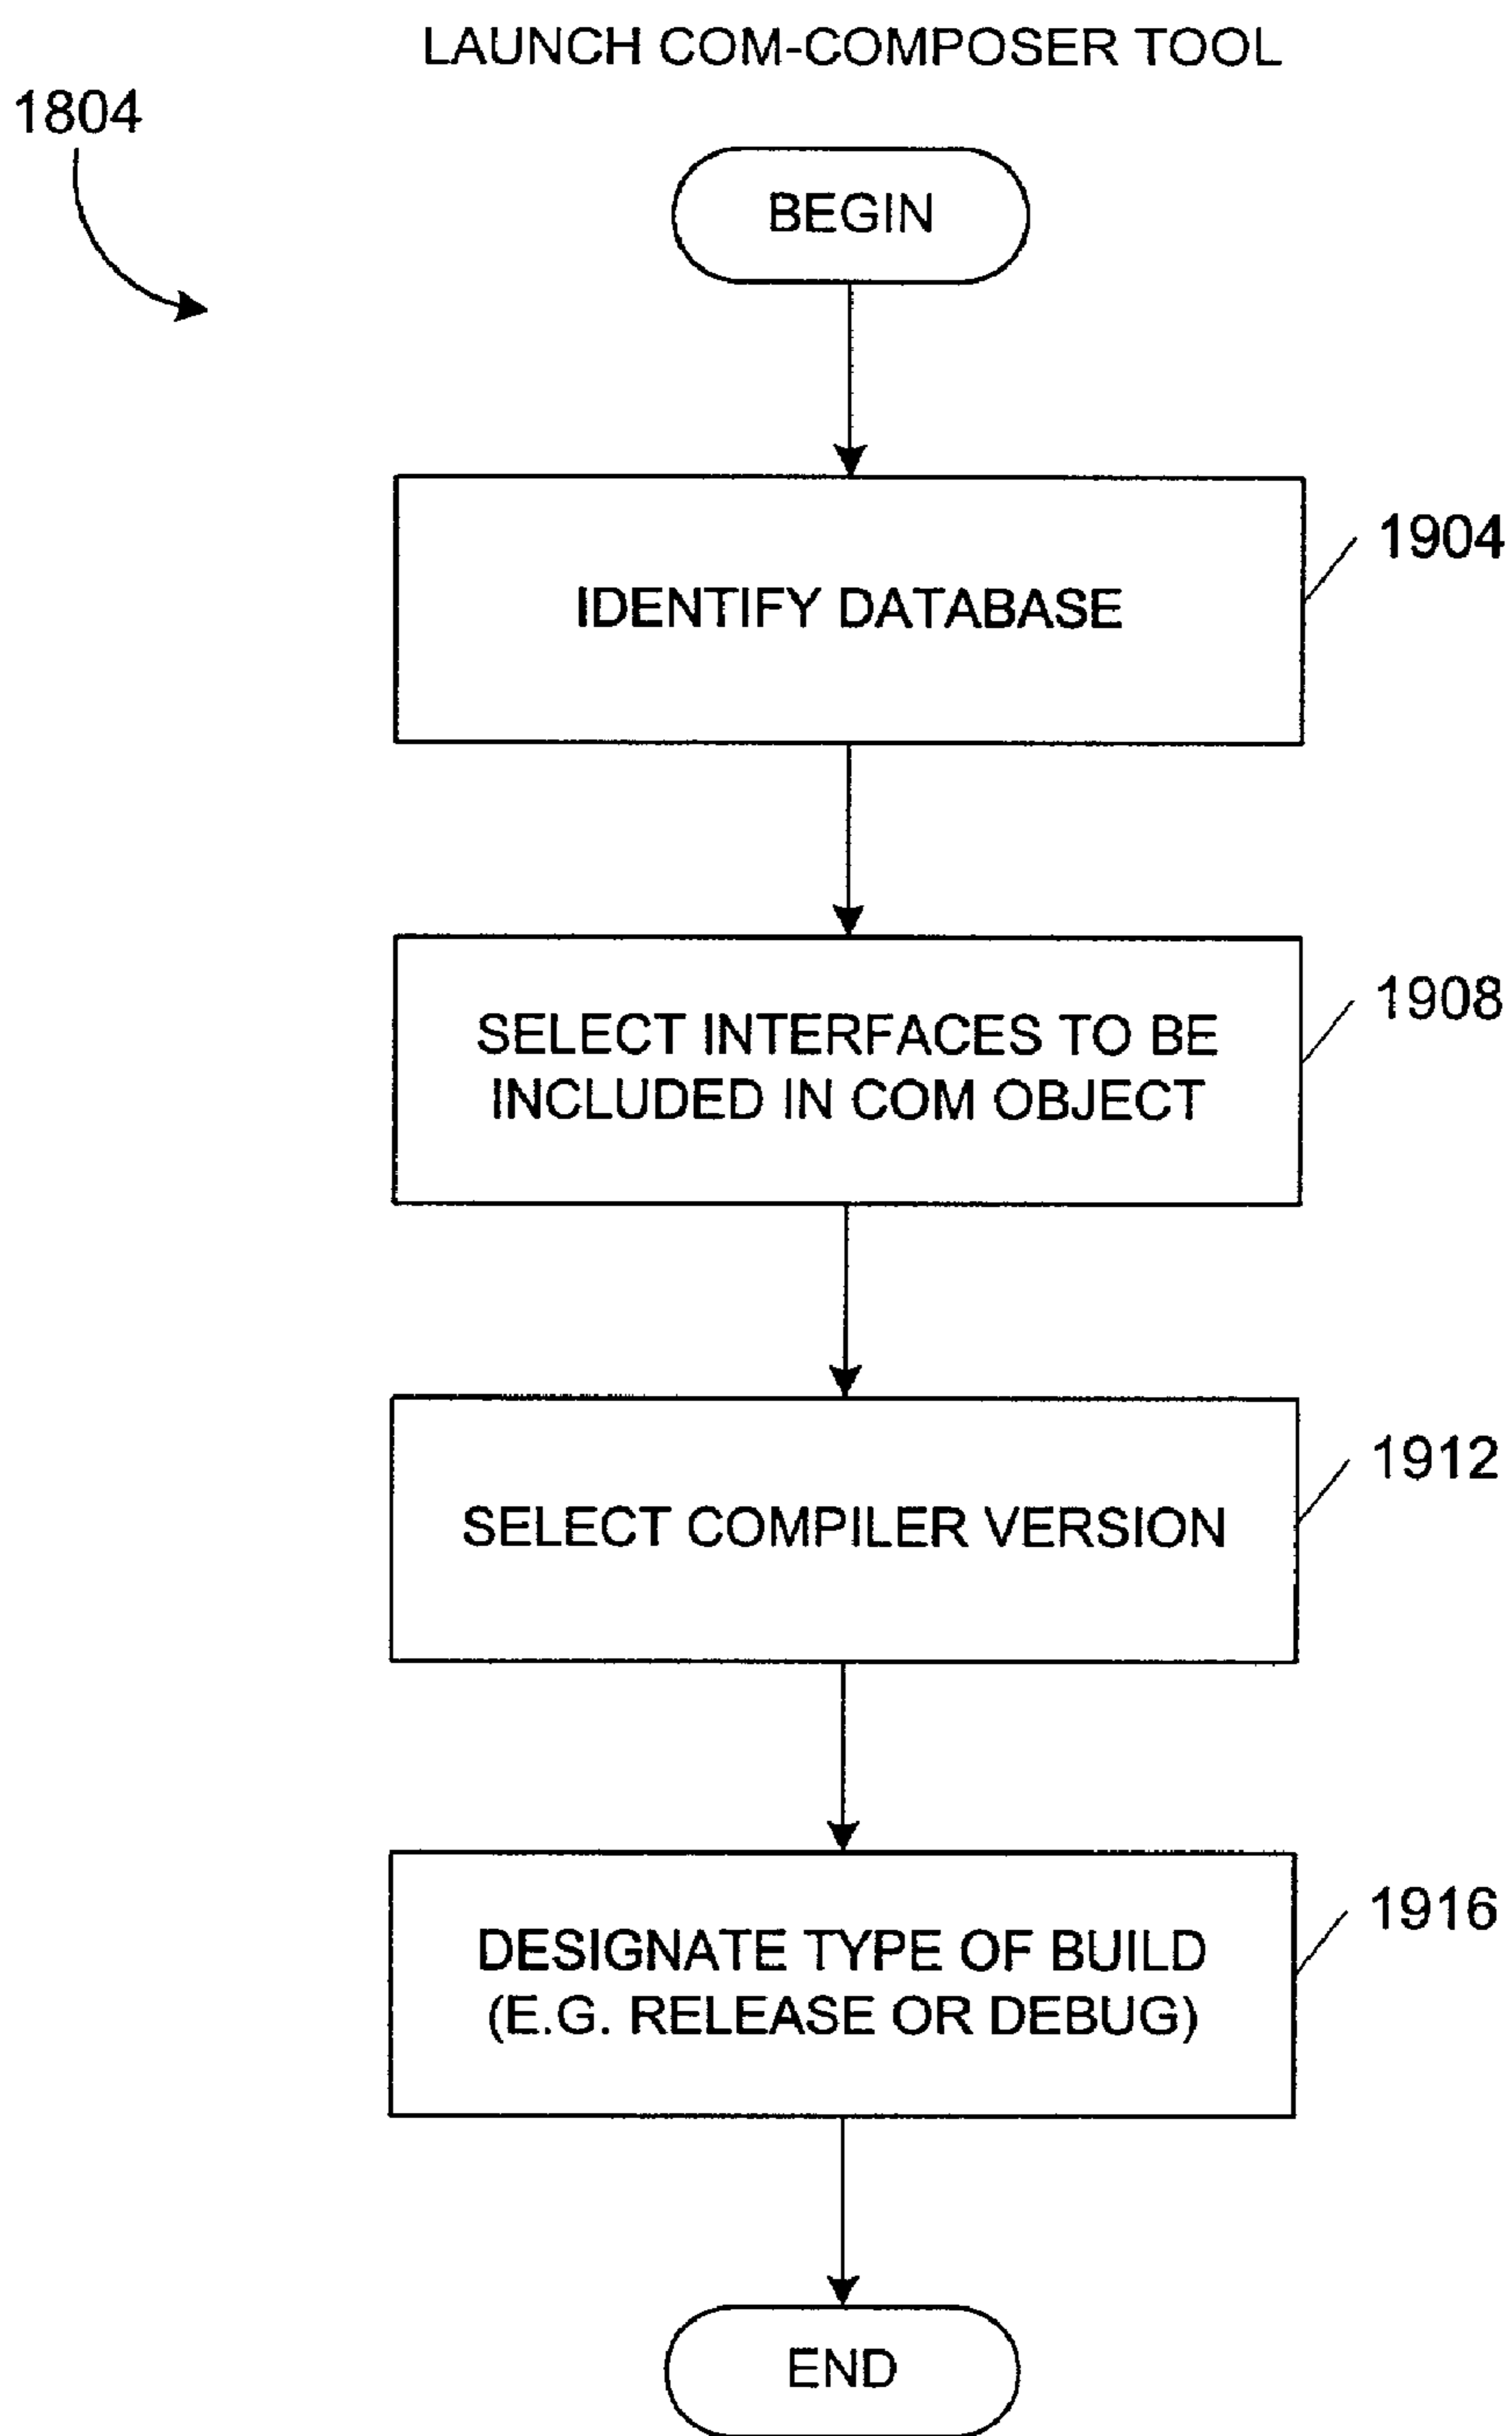 LAUNCH COM-COMPOSER TOOL
1804
BEGIN
IDENTIFY DATABASE
1904
SELECT INTERFACES TO BE
INCLUDED IN COM OBJECT
1908
SELECT COMPILER VERSION
1912
DESIGNATE TYPE OF BUILD
(E.G. RELEASE OR DEBUG)
1916
END